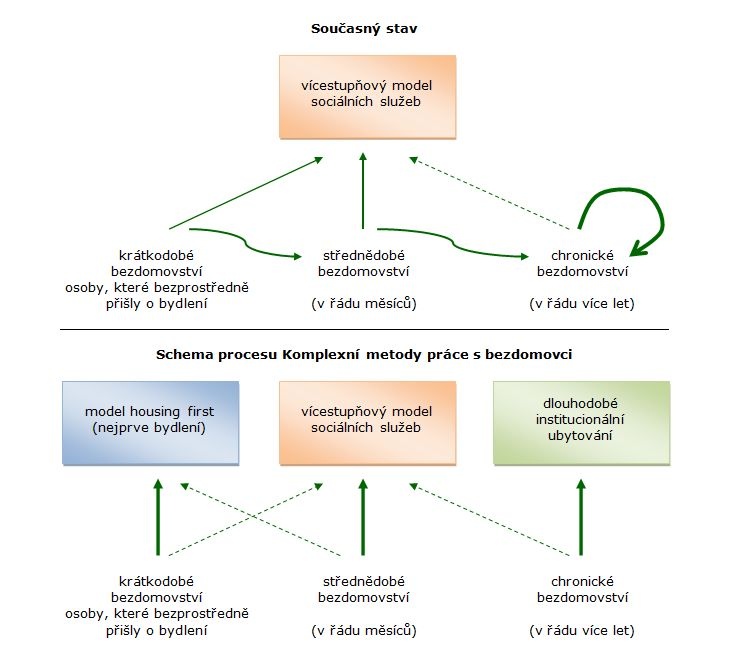 Současný stav
vícestupňový model
sociálních služeb
krátkodobé
bezdomovství
osoby, které bezprostředně
přišly o bydlení
střednědobé
bezdomovství
(v řádu měsíců)
chronické
bezdomovství
(v řádu více let)
Schema procesu Komplexní metody práce s bezdomovci
model housing first
(nejprve bydlení)
vícestupňový model
sociálních služeb
dlouhodobé
institucionální
ubytování
krátkodobé
bezdomovství
osoby, které bezprostředně
přišly o bydlení
střednědobé
bezdomovství
(v řádu měsíců)
chronické
bezdomovství
(v řádu více let)